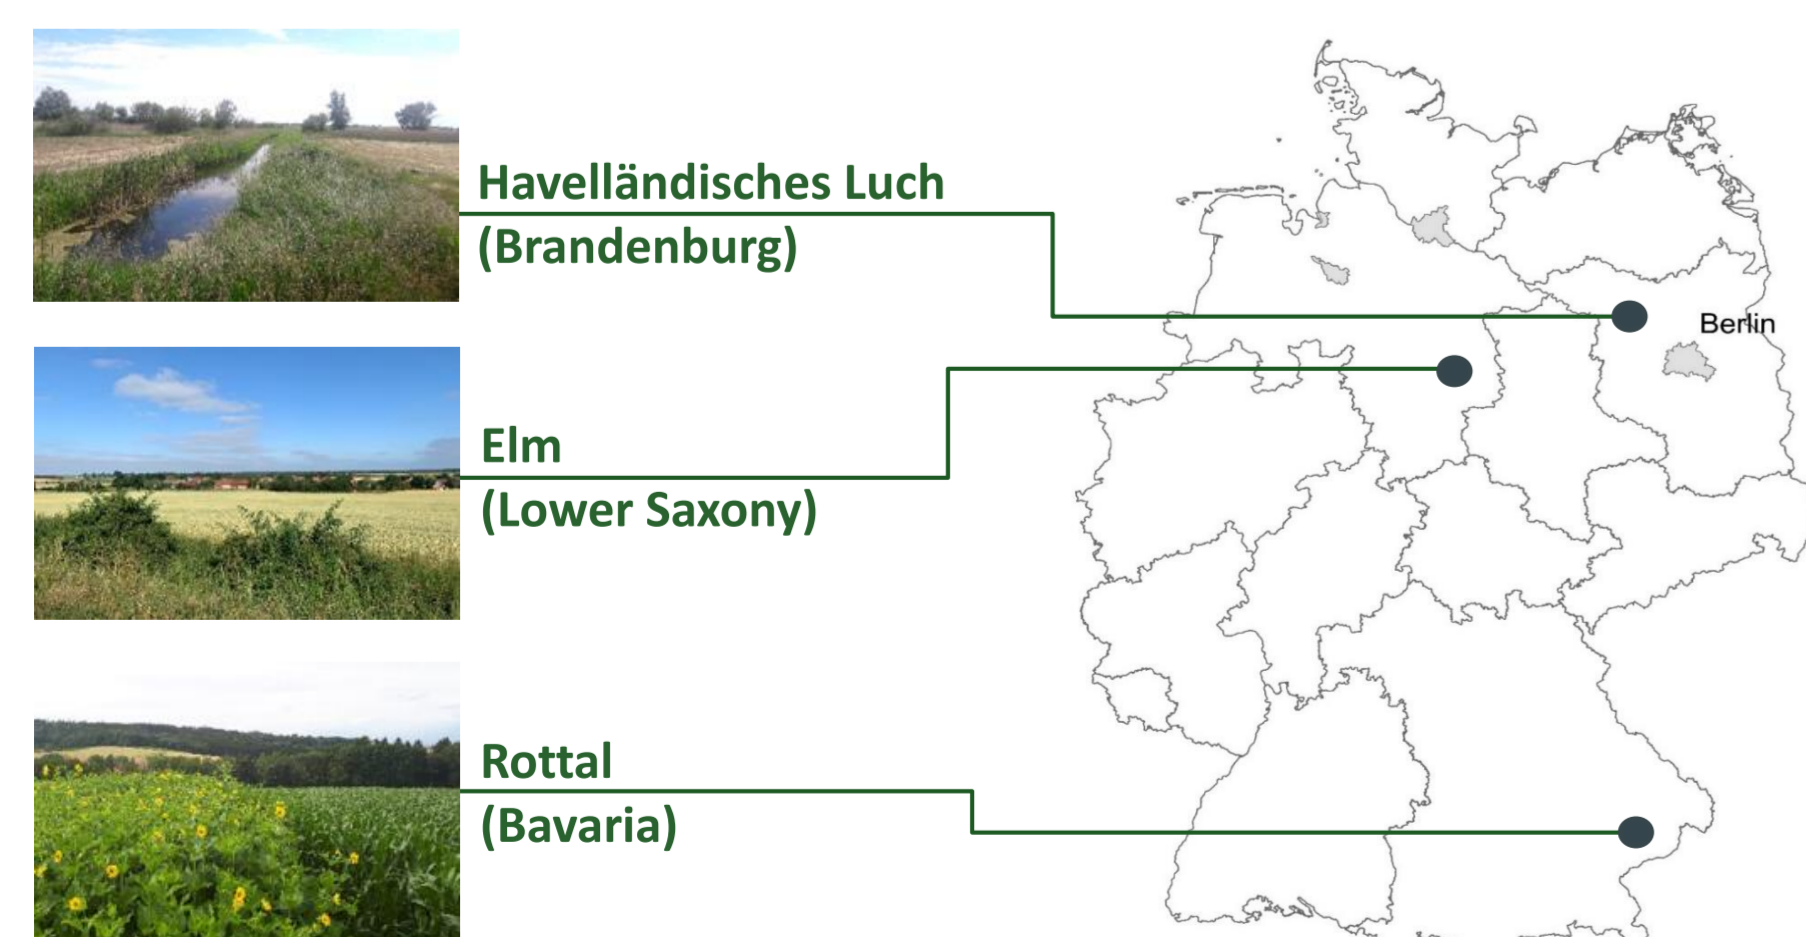 Havelländisches Luch
(Brandenburg)
Berlin
Elm
(Lower Saxony)
Rottal
(Bavaria)